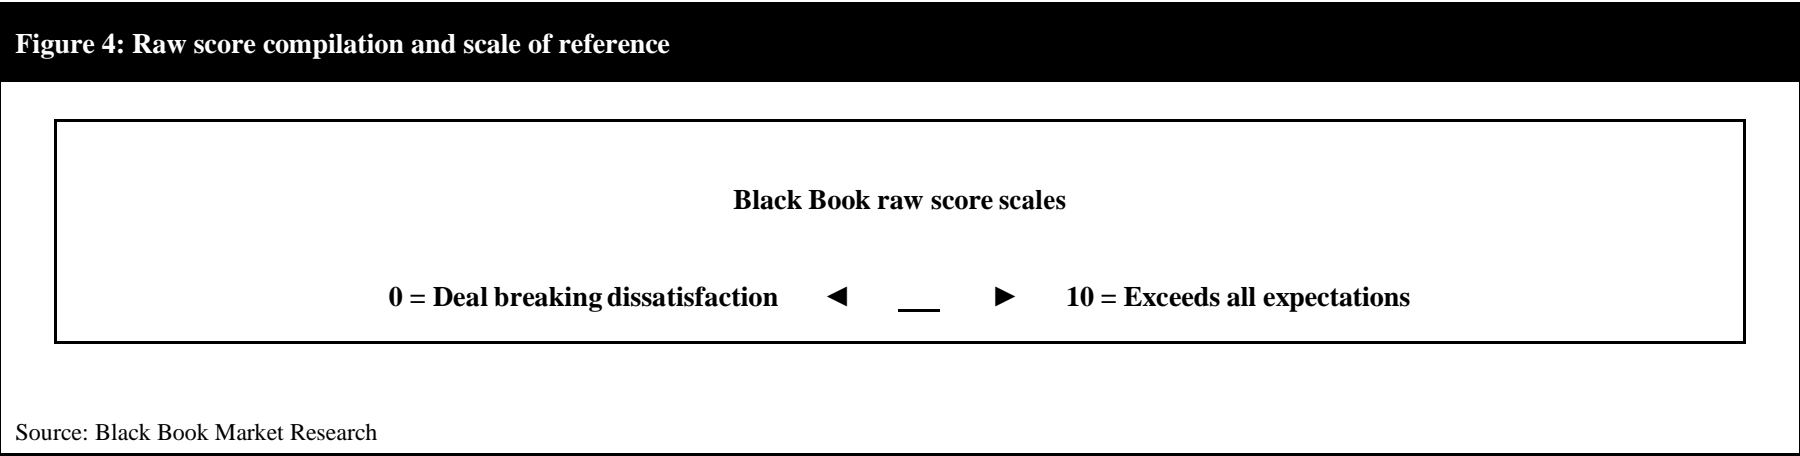 Figure 4: Raw score compilation and scale of reference
Black Book raw score scales
0 = Deal breaking dissatisfaction ◄ __ ► 10 = Exceeds all expectations
Source: Black Book Market Research